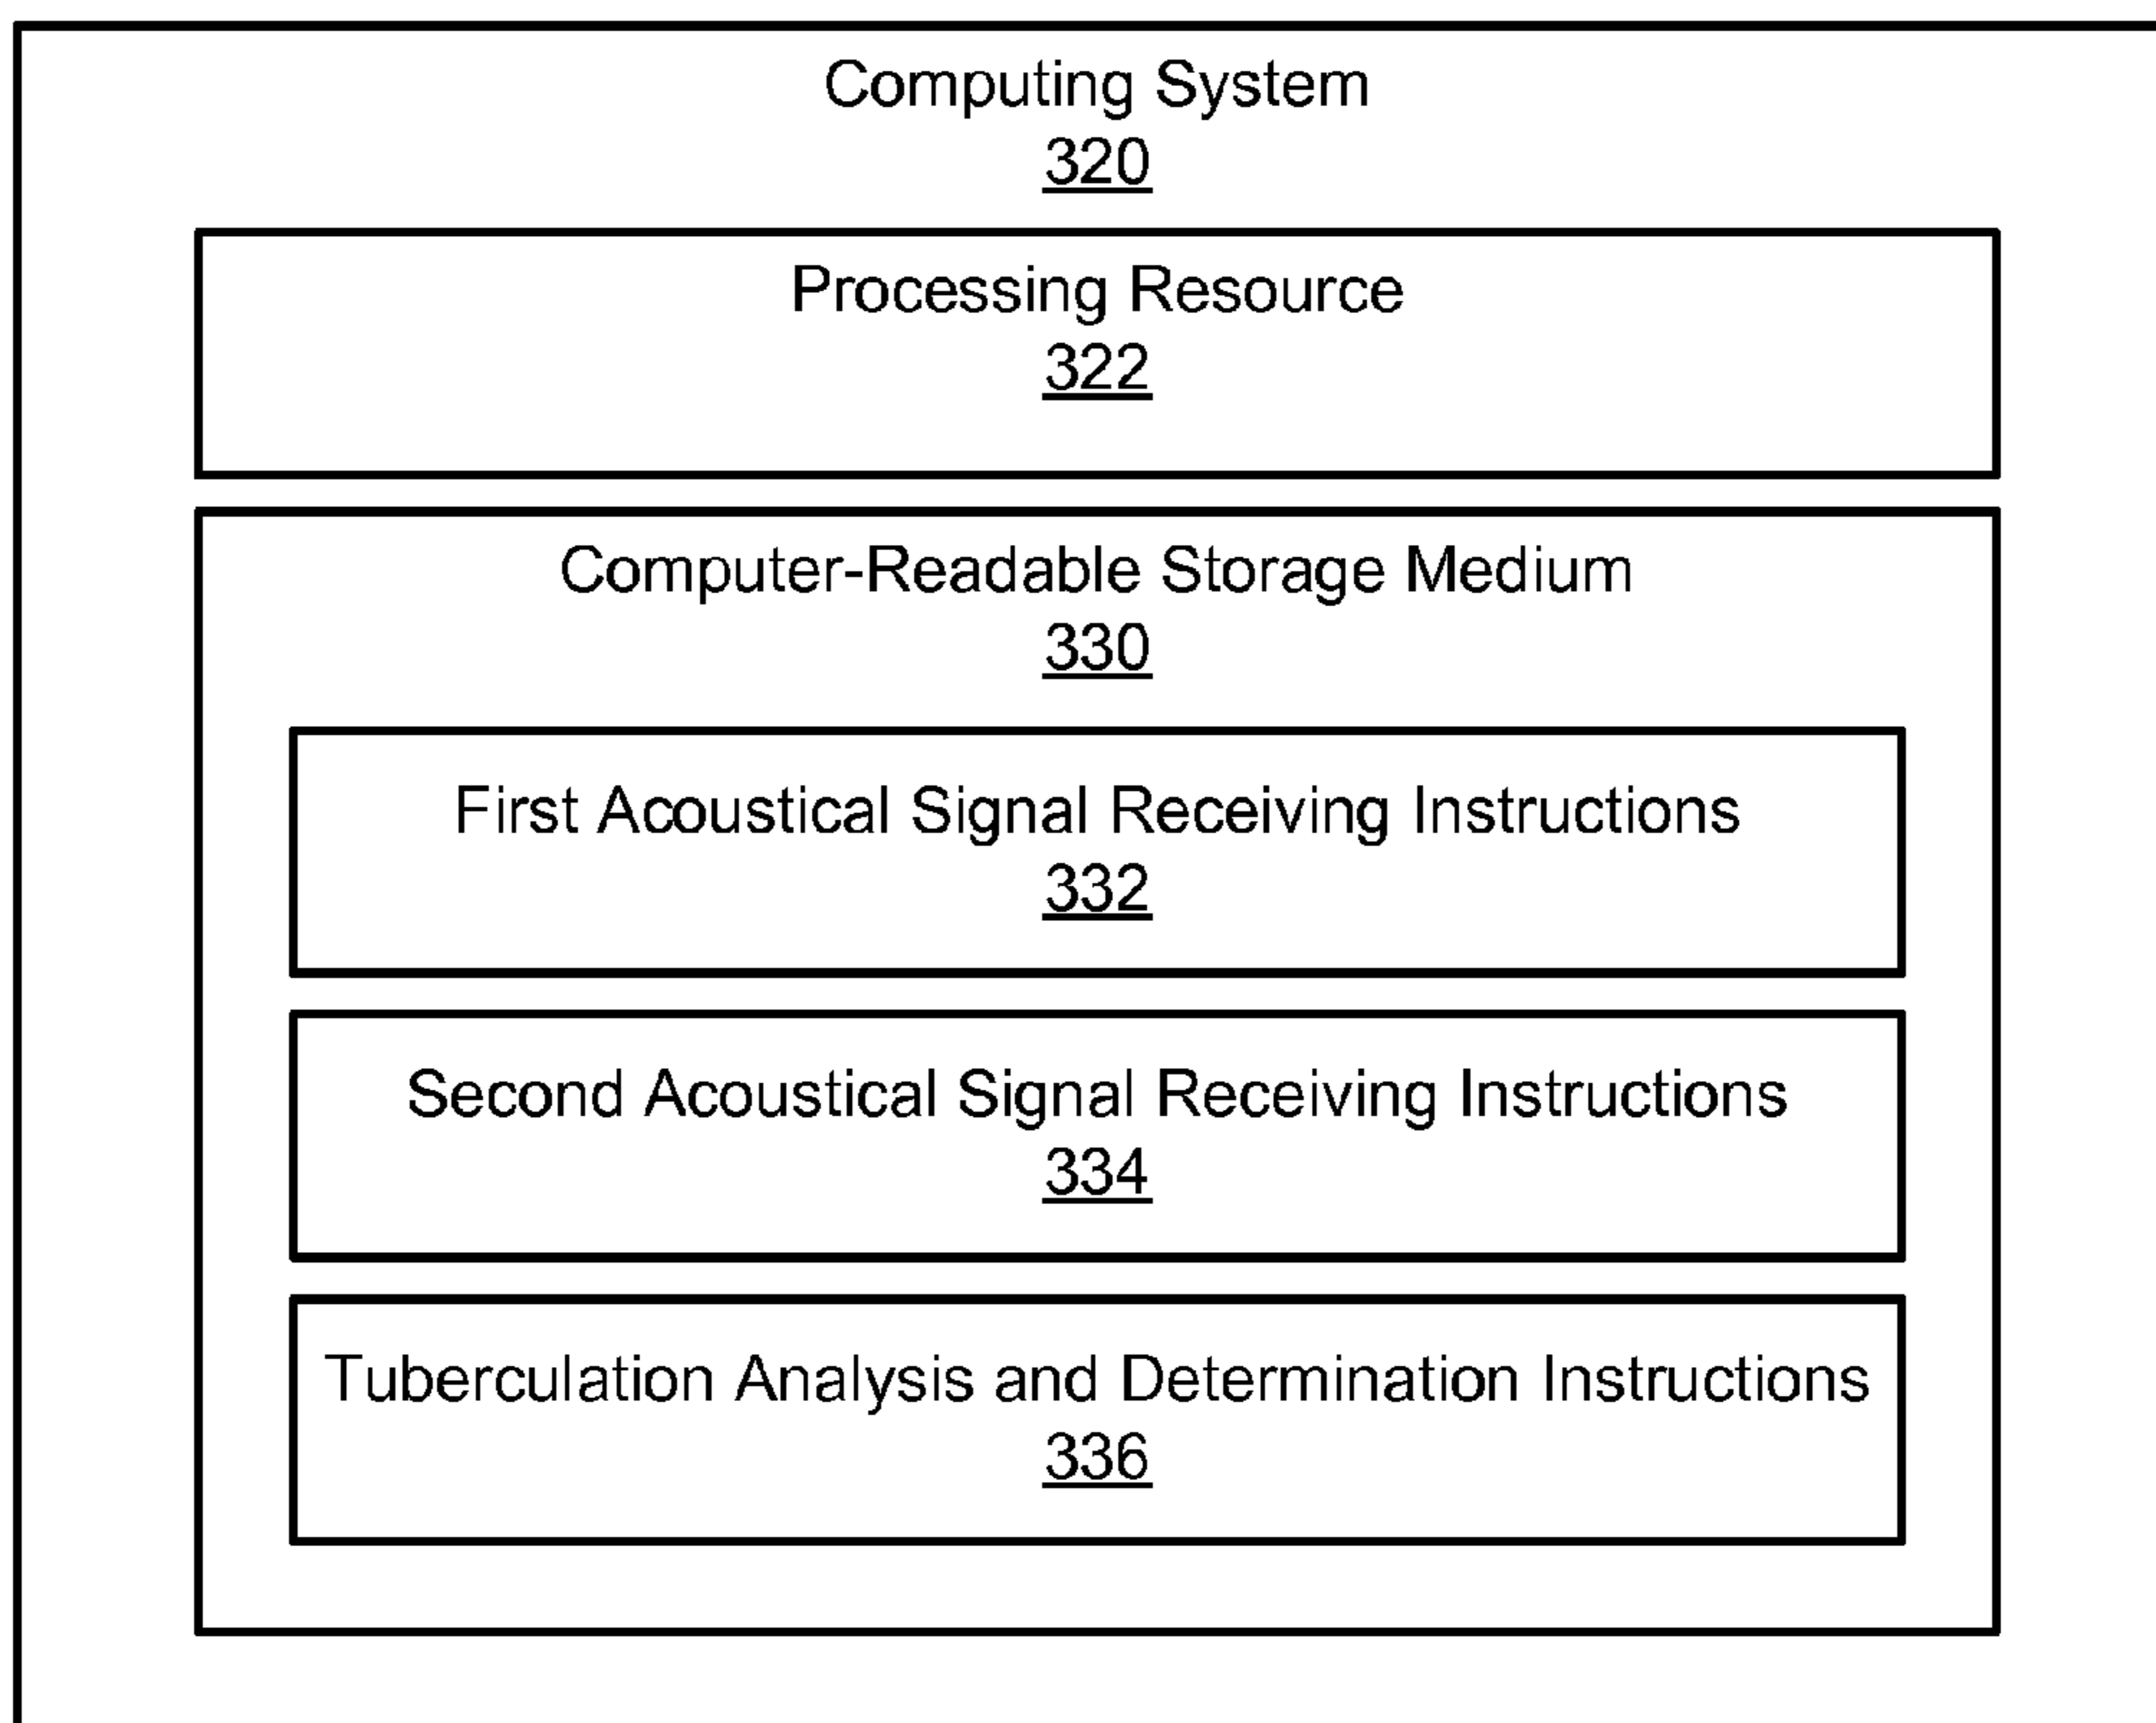 Computing System
320
Processing Resource
322
Computer-Readable Storage Medium
330
First Acoustical Signal Receiving Instructions
332
Second Acoustical Signal Receiving Instructions
334
Tuberculation Analysis and Determination Instructions
336